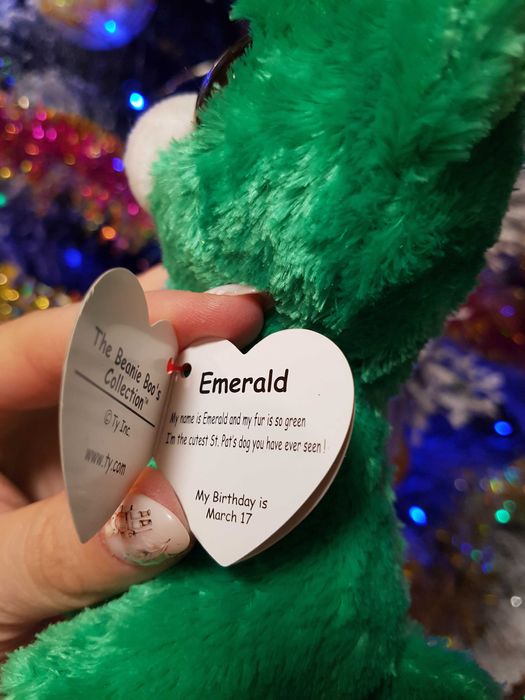 The Beanie Boo's
Collection™
© Ty Inc.
www.ty.com
Emerald
My name is Emerald and my fur is so green
I'm the cutest St. Pat's dog you have ever seen!
My Birthday is
March 17